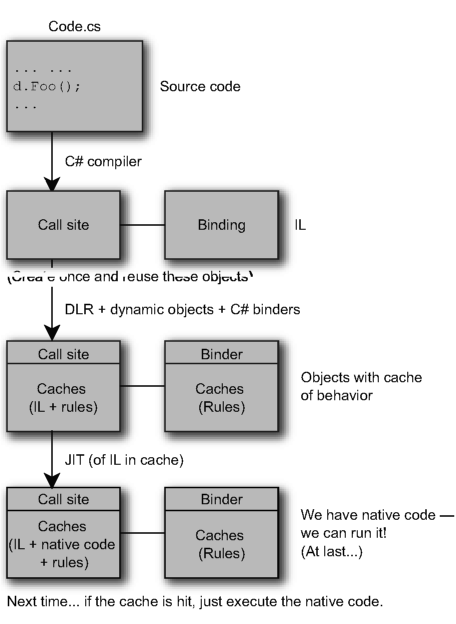 Code.cs
... ...
d.Foo();
...
Source code
C# compiler
Call site
Binding
IL
(Create once and reuse these objects)
DLR + dynamic objects + C# binders
Call site
Binder
Caches
(IL + rules)
Caches
(Rules)
Objects with cache
of behavior
JIT (of IL in cache)
Call site
Binder
Caches
(IL + native code
+ rules)
Caches
(Rules)
We have native code —
we can run it!
(At last...)
Next time... if the cache is hit, just execute the native code.